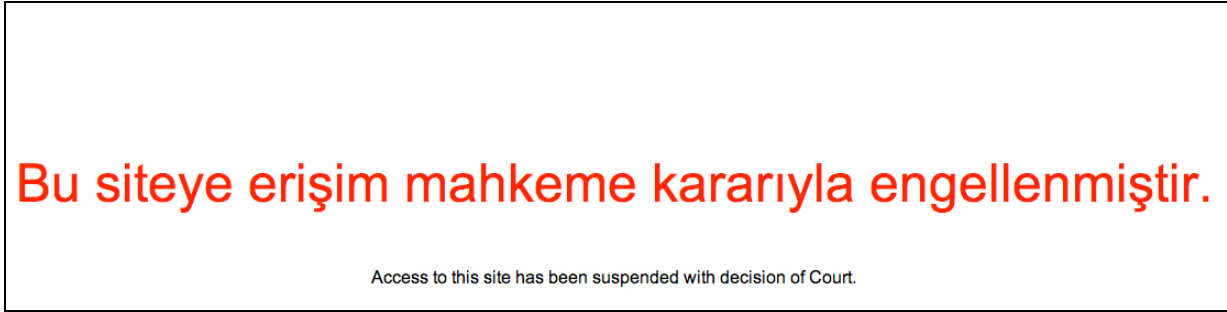 Bu siteye erişim mahkeme kararıyla engellenmiştir.
Access to this site has been suspended with decision of Court.